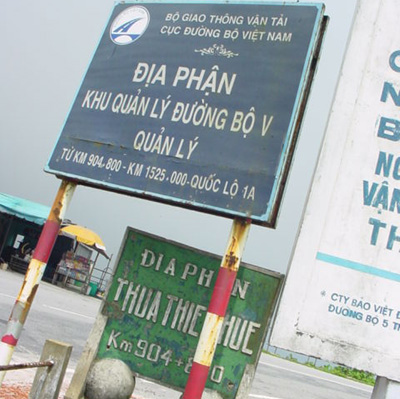 BỘ GIAO THÔNG VẬN TẢI
CỤC ĐƯỜNG BỘ VIỆT NAM
ĐỊA PHẬN
KHU QUẢN LÝ ĐƯỜNG BỘ V
QUẢN LÝ
TỪ KM 904+800 - KM 1525+000-QUỐC LỘ 1A
ĐỊA PHẬN
THỪA THIÊN HUẾ
Km 904+800
VẬN
CTY BẢO VIỆT
ĐƯỜNG BỘ 5